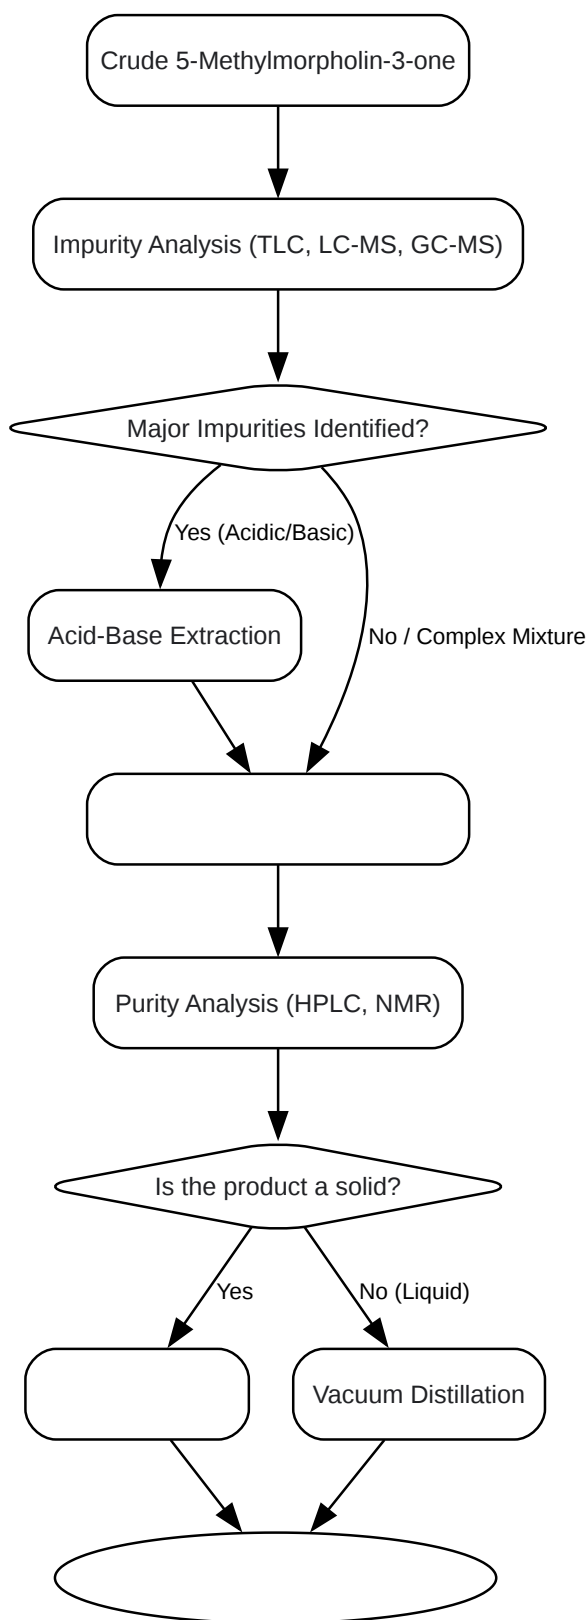 Crude 5-Methylmorpholin-3-one
Impurity Analysis (TLC, LC-MS, GC-MS)
Major Impurities Identified?
Yes (Acidic/Basic)
Acid-Base Extraction
No / Complex Mixture
Purity Analysis (HPLC, NMR)
Is the product a solid?
Yes
No (Liquid)
Vacuum Distillation